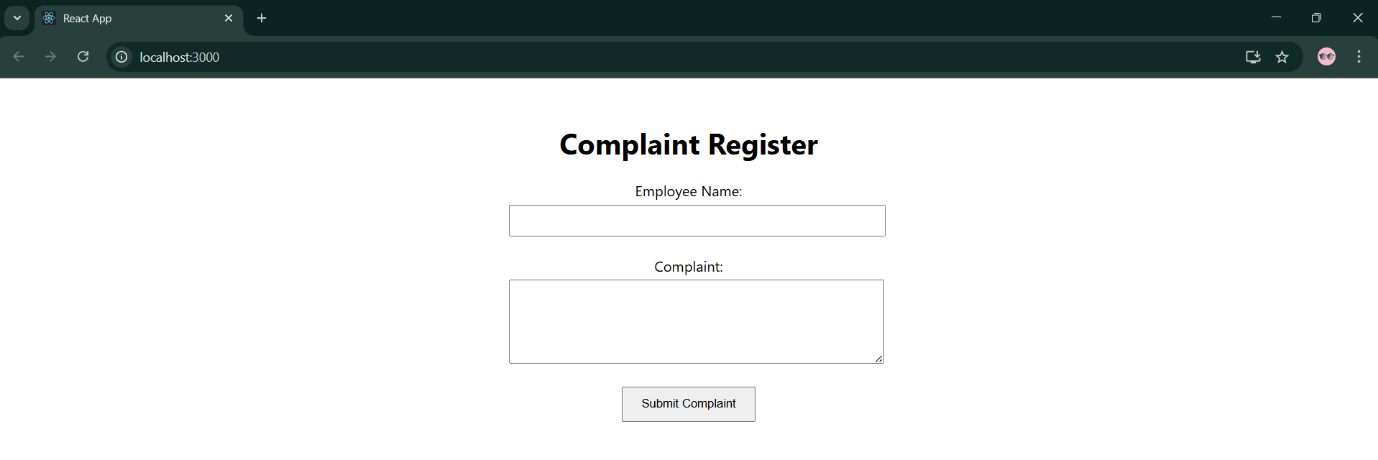 React App
localhost:3000
Complaint Register
Employee Name:
Complaint:
Submit Complaint